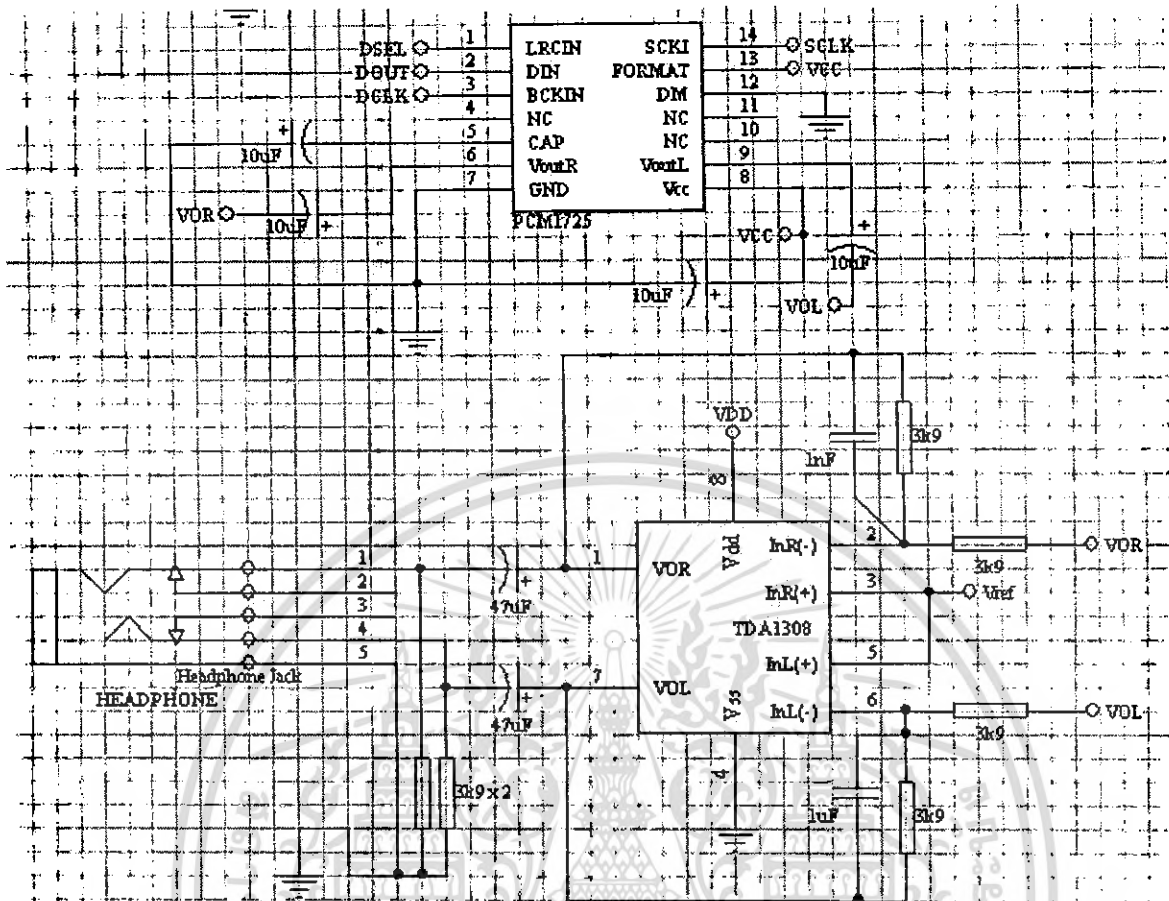 1 LRCIN SCKI 14
DSEL SCLK
2 DIN FORMAT 13
DOUT VCC
3 BCKIN DM 12
DCLK
4 NC NC 11
5 CAP NC 10
+
10uF
6 VoutR VoutL 9
7 GND Vcc 8
VOR
10uF +
PCM1725
VCC
+
10uF
10uF +
VOL
VDD
1nF
3k9
8
Vdd
InR(-) 2
VOR
3k9
1
2
3
4
5
47uF +
1 VOR
InR(+) 3
Vref
TDA1308
InL(+) 5
Headphone Jack
HEADPHONE
47uF +
7 VOL
Vss
InL(-) 6
VOL
3k9
4
3k9x2
1uF
3k9